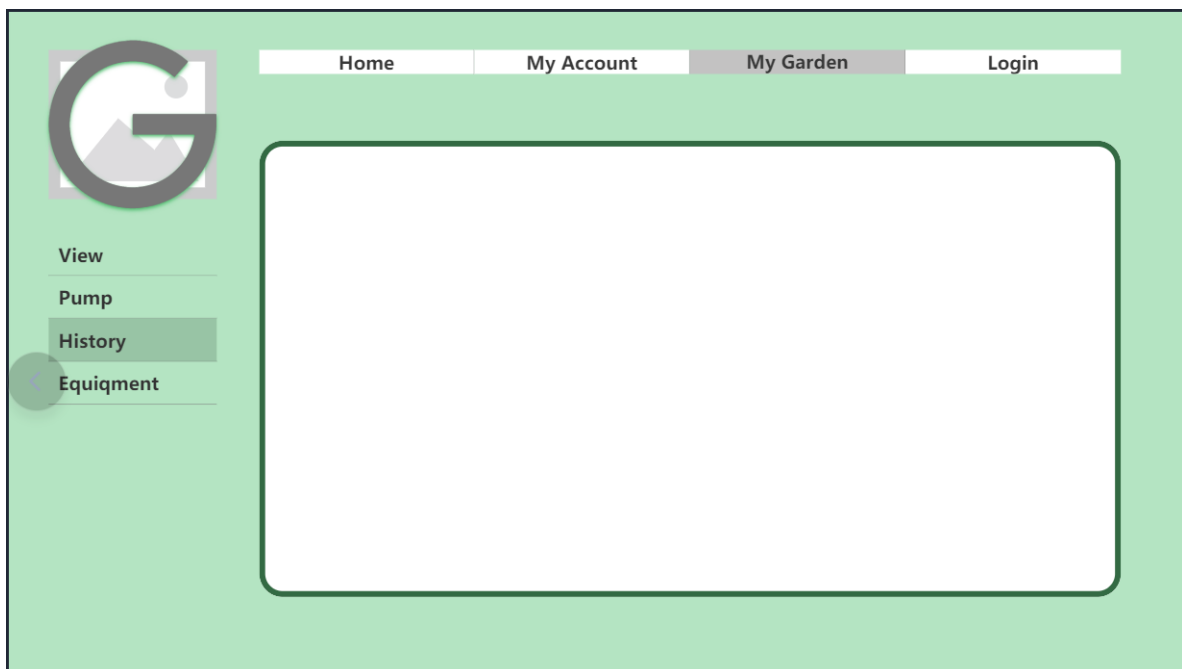 G
Home My Account My Garden Login
View
Pump
History
Equiqment